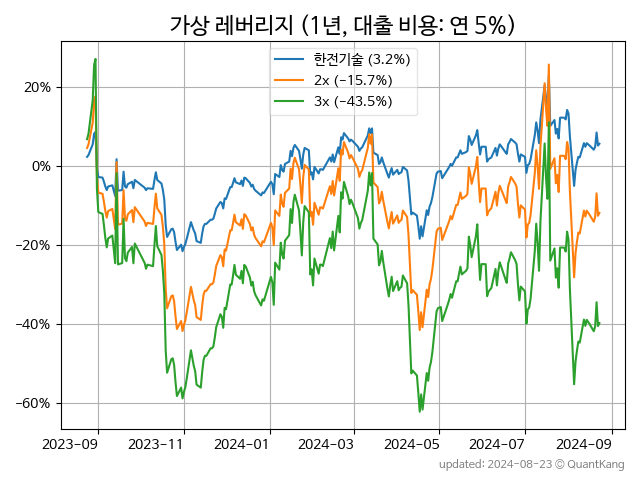 가상 레버리지 (1년, 대출 비용: 연 5%)
한전기술 (3.2%)
2x (−15.7%)
3x (−43.5%)
20%
0%
−20%
−40%
−60%
2023-09 2023-11 2024-01 2024-03 2024-05 2024-07 2024-09
updated: 2024-08-23 © QuantKang